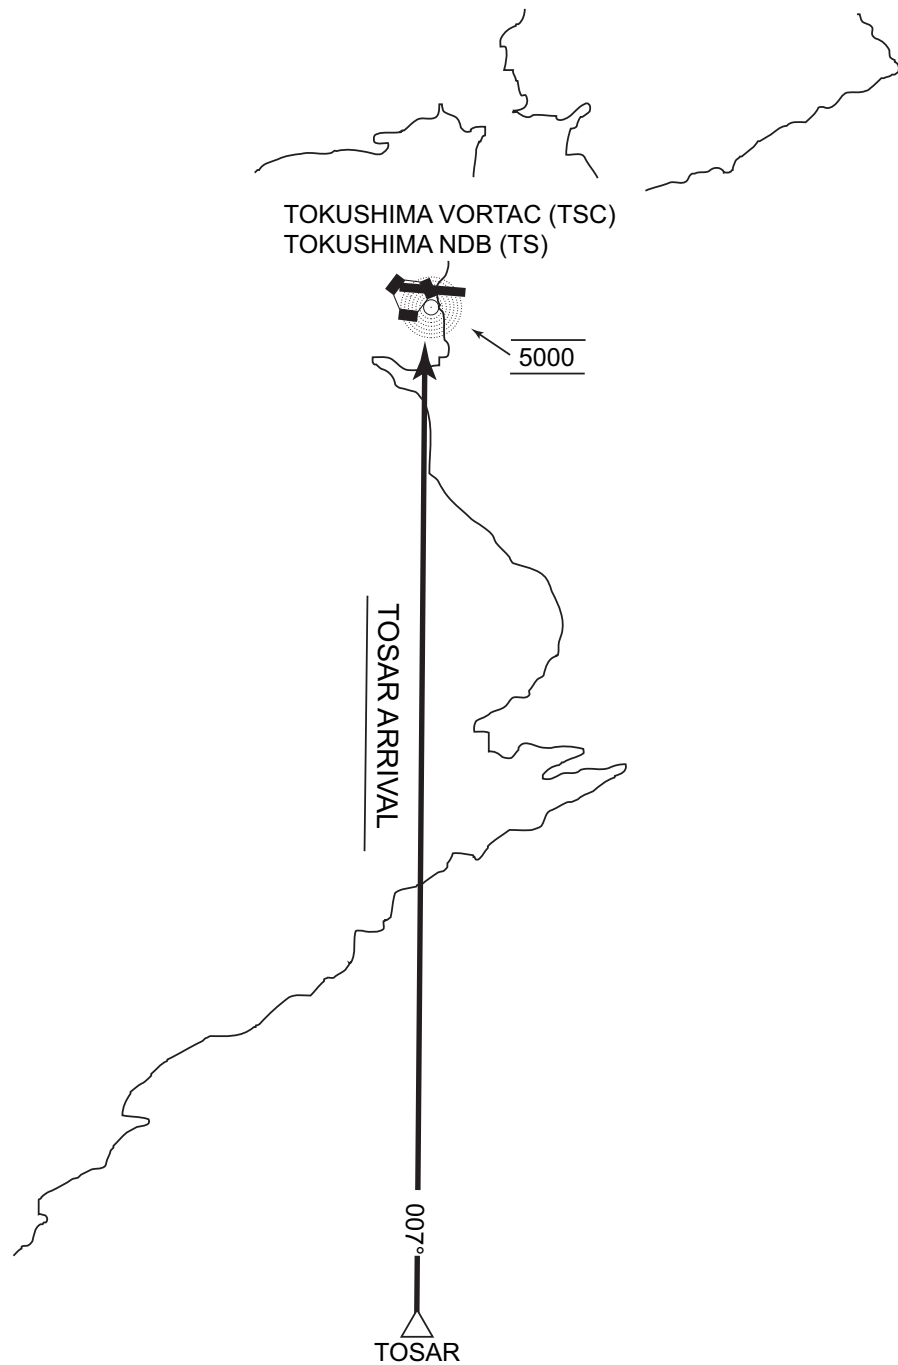 TOKUSHIMA VORTAC (TSC)
TOKUSHIMA NDB (TS)
5000
TOSAR ARRIVAL
007°
TOSAR